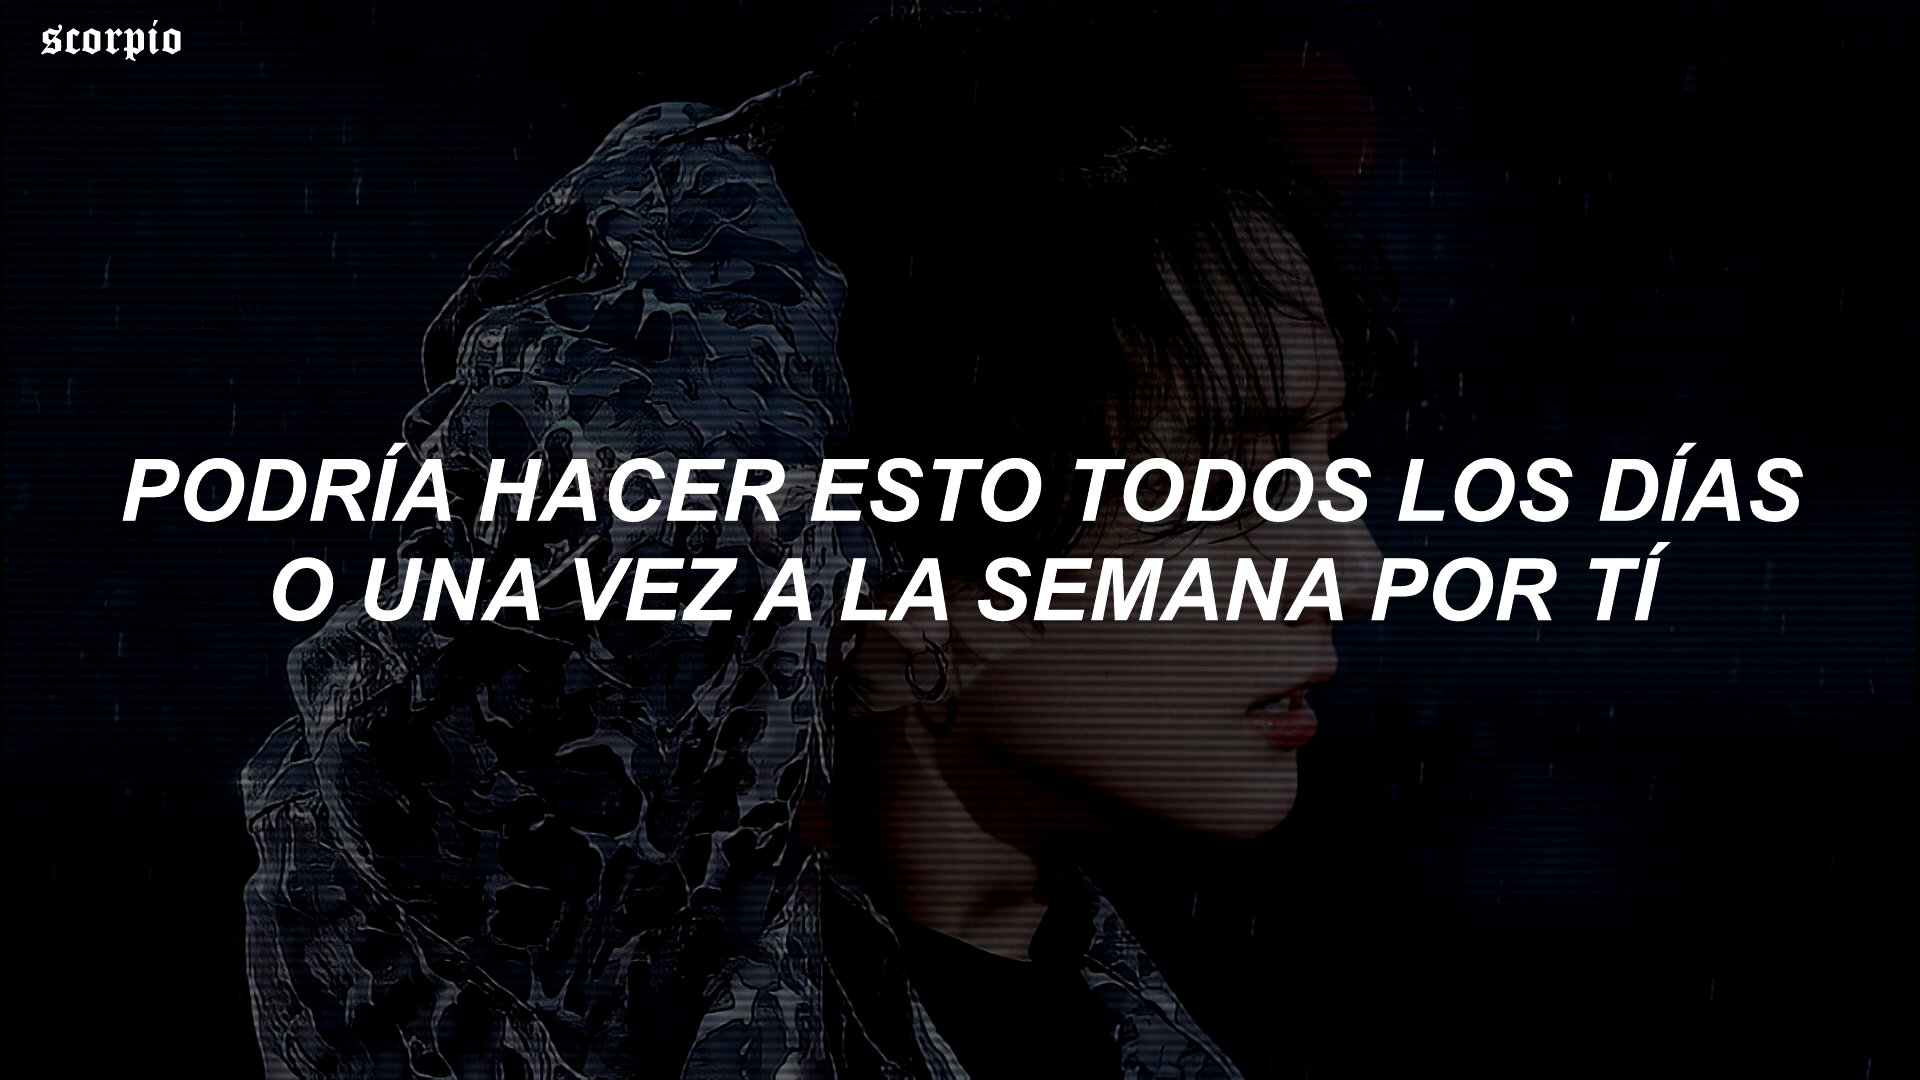 scorpio
PODRÍA HACER ESTO TODOS LOS DÍAS
O UNA VEZ A LA SEMANA POR TÍ